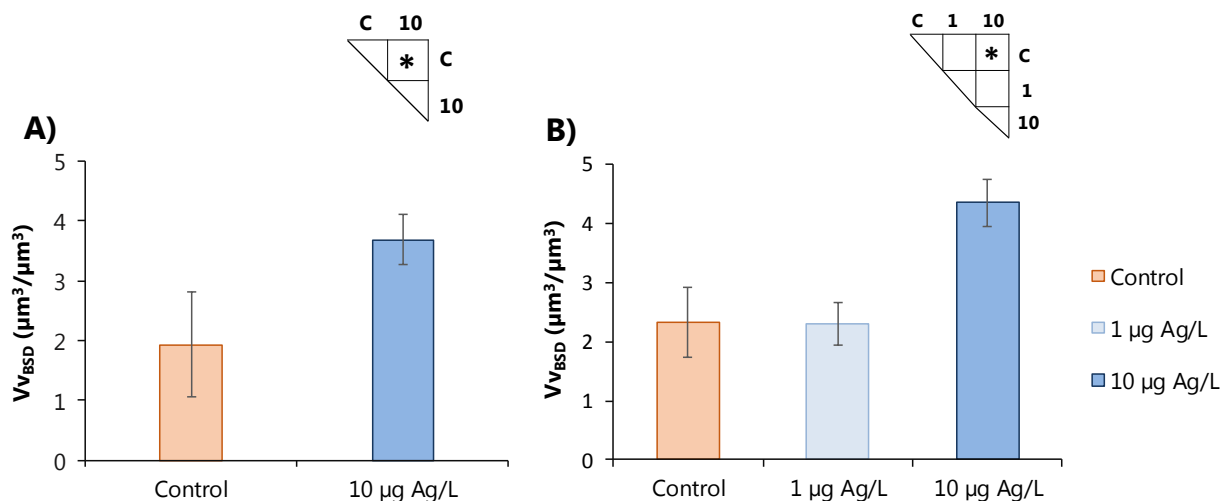 C 10
* C
10
A)
5
4
3
2
1
0
Vv_BSD (µm³/µm³)
Control 10 µg Ag/L
C 1 10
* C
1
10
B)
5
4
3
2
1
0
Vv_BSD (µm³/µm³)
Control 1 µg Ag/L 10 µg Ag/L
Control
1 µg Ag/L
10 µg Ag/L